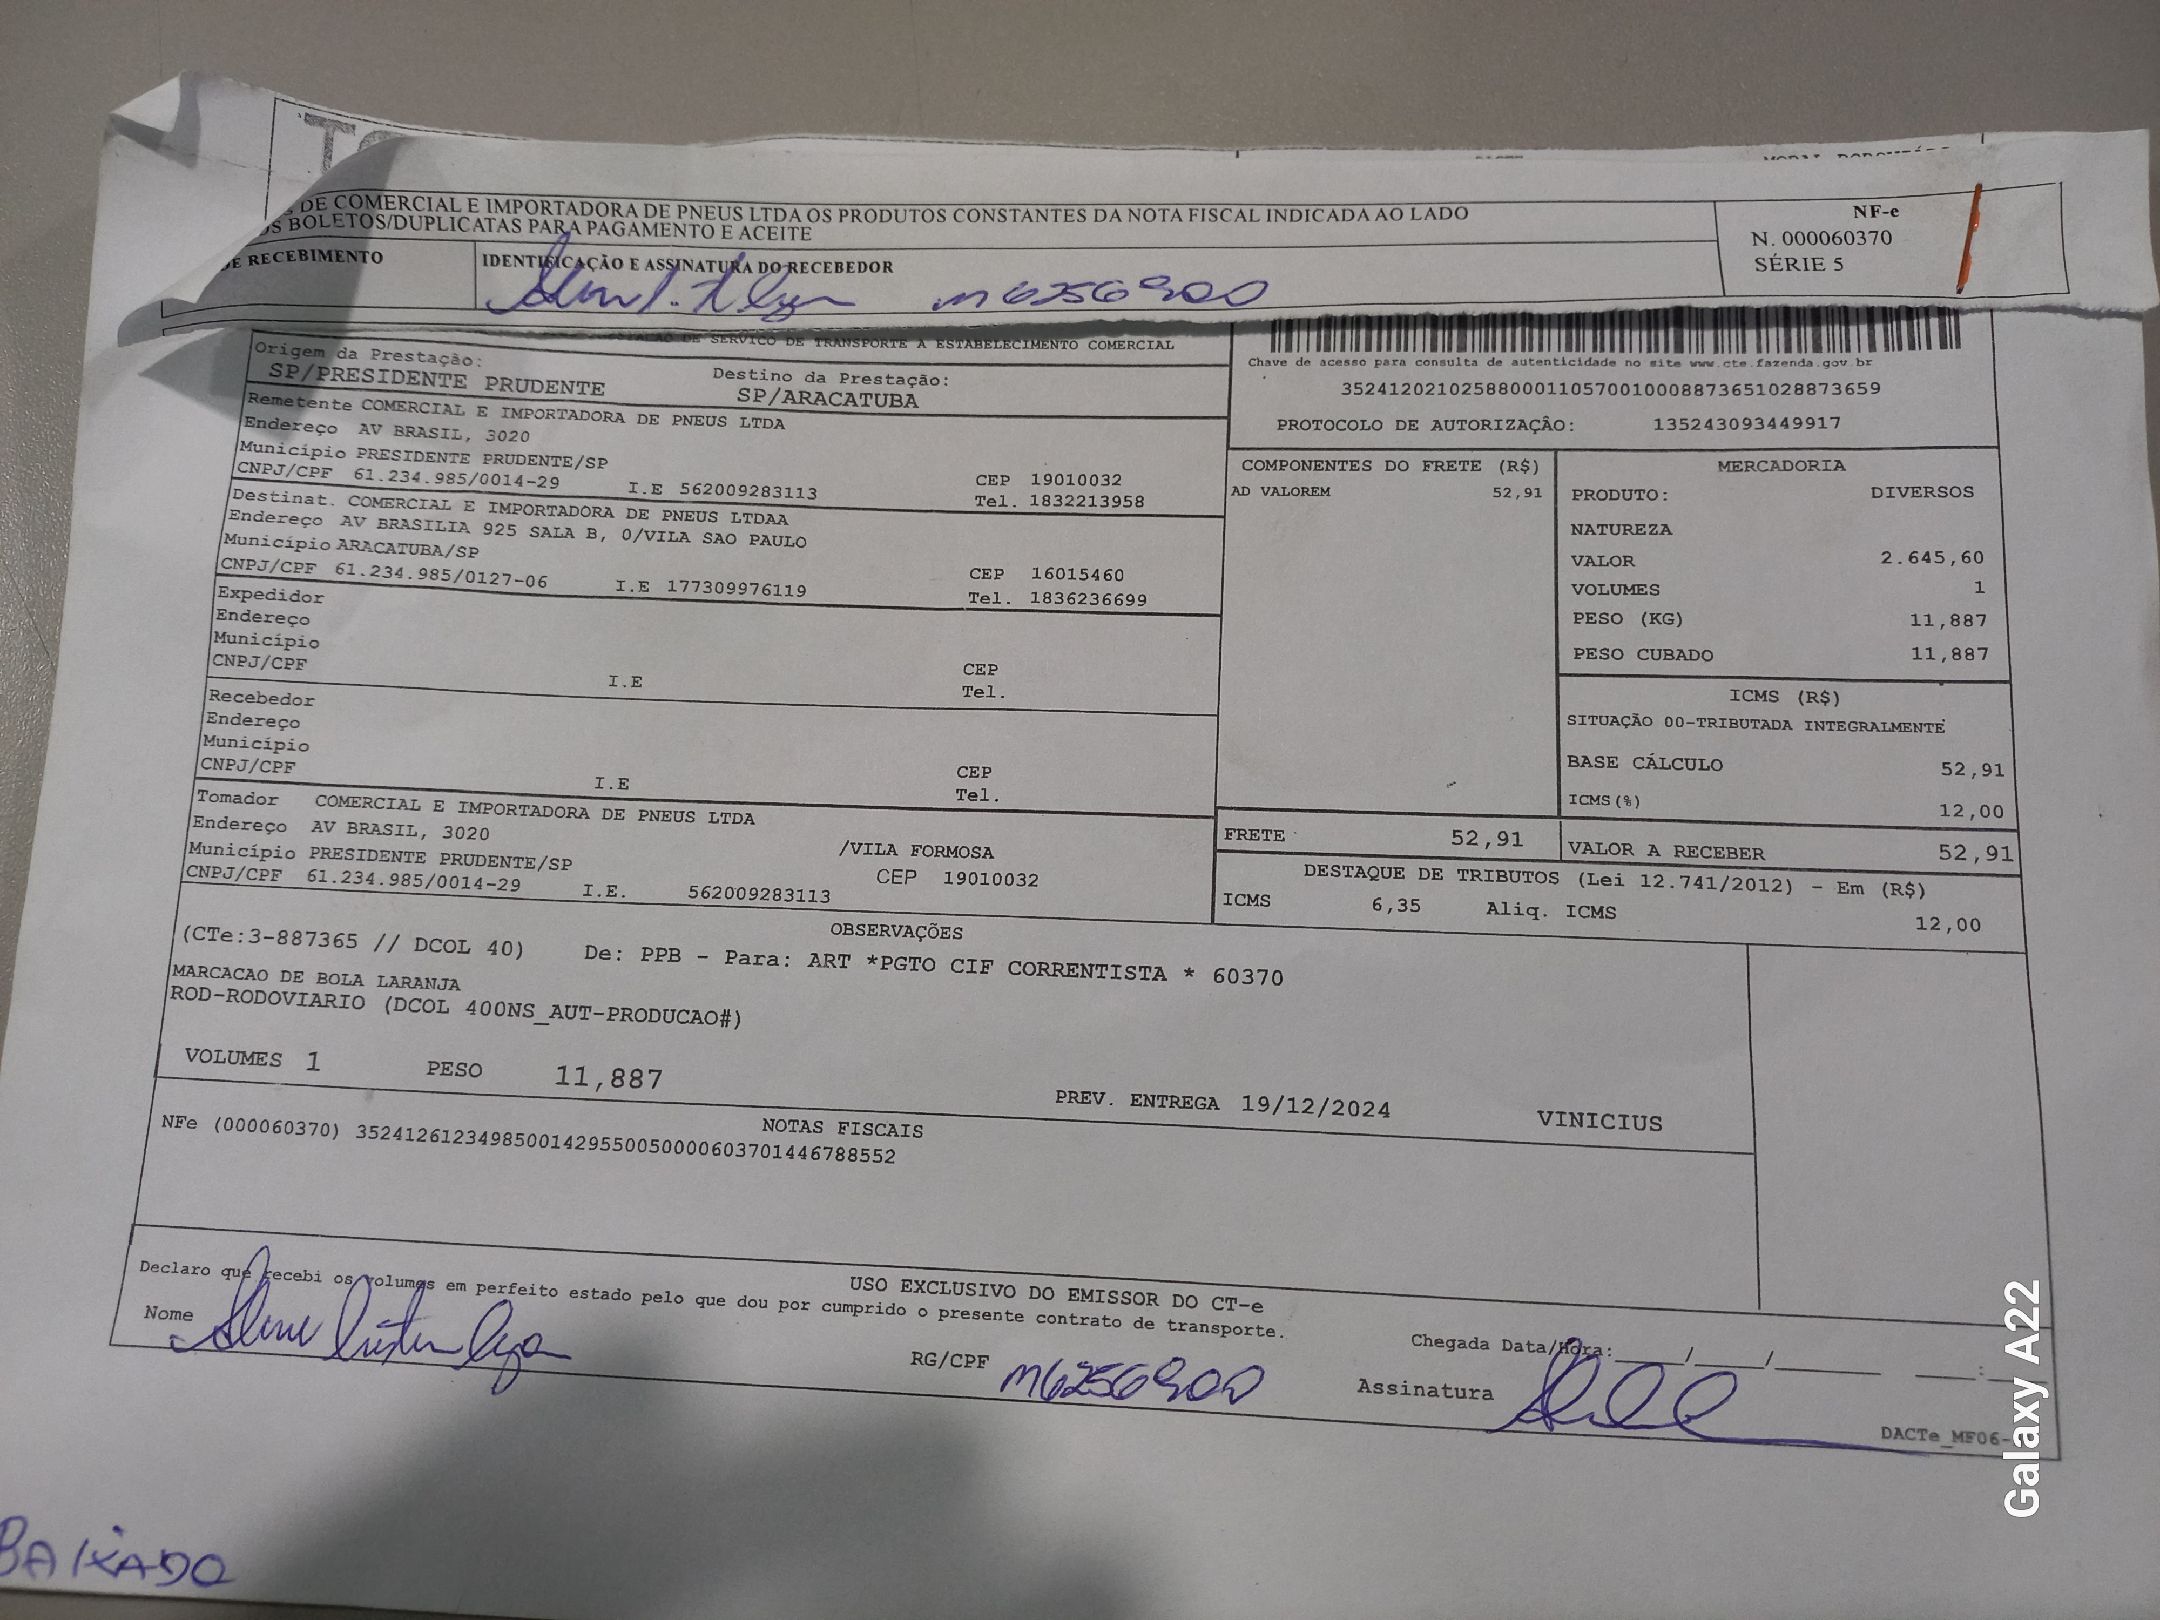 DE COMERCIAL E IMPORTADORA DE PNEUS LTDA OS PRODUTOS CONSTANTES DA NOTA FISCAL INDICADA AO LADO
BOLETOS/DUPLICATAS PARA PAGAMENTO E ACEITE
NF-e
N. 000060370
SÉRIE 5
DE RECEBIMENTO
IDENTIFICAÇÃO E ASSINATURA DO RECEBEDOR
M6256900
DE SERVICO DE TRANSPORTE A ESTABELECIMENTO COMERCIAL
Origem da Prestação:
SP/PRESIDENTE PRUDENTE
Destino da Prestação:
SP/ARACATUBA
Remetente COMERCIAL E IMPORTADORA DE PNEUS LTDA
Endereço AV BRASIL, 3020
Município PRESIDENTE PRUDENTE/SP
CEP 19010032
CNPJ/CPF 61.234.985/0014-29 I.E 562009283113 Tel. 1832213958
Destinat. COMERCIAL E IMPORTADORA DE PNEUS LTDAA
Endereço AV BRASILIA 925 SALA B, 0/VILA SAO PAULO
Município ARACATUBA/SP
CEP 16015460
CNPJ/CPF 61.234.985/0127-06 I.E 177309976119 Tel. 1836236699
Expedidor
Endereço
Município
CEP
CNPJ/CPF I.E Tel.
Recebedor
Endereço
Município
CEP
CNPJ/CPF I.E Tel.
Tomador COMERCIAL E IMPORTADORA DE PNEUS LTDA
Endereço AV BRASIL, 3020 /VILA FORMOSA
Município PRESIDENTE PRUDENTE/SP CEP 19010032
CNPJ/CPF 61.234.985/0014-29 I.E. 562009283113
Chave de acesso para consulta de autenticidade no site www.cte.fazenda.gov.br
35241202102588000110570010008873651028873659
PROTOCOLO DE AUTORIZAÇÃO: 135243093449917
COMPONENTES DO FRETE (R$)
AD VALOREM 52,91
MERCADORIA
PRODUTO: DIVERSOS
NATUREZA
VALOR 2.645,60
VOLUMES 1
PESO (KG) 11,887
PESO CUBADO 11,887
ICMS (R$)
SITUAÇÃO 00-TRIBUTADA INTEGRALMENTE
BASE CÁLCULO 52,91
ICMS(%) 12,00
FRETE 52,91
VALOR A RECEBER 52,91
DESTAQUE DE TRIBUTOS (Lei 12.741/2012) - Em (R$)
ICMS 6,35 Aliq. ICMS 12,00
OBSERVAÇÕES
(CTe:3-887365 // DCOL 40) De: PPB - Para: ART *PGTO CIF CORRENTISTA * 60370
MARCACAO DE BOLA LARANJA
ROD-RODOVIARIO (DCOL 400NS_AUT-PRODUCAO#)
VOLUMES 1 PESO 11,887 PREV. ENTREGA 19/12/2024 VINICIUS
NOTAS FISCAIS
NFe (000060370) 35241261234985001429550050000603701446788552
USO EXCLUSIVO DO EMISSOR DO CT-e
Declaro que recebi os volumes em perfeito estado pelo que dou por cumprido o presente contrato de transporte.
Nome
RG/CPF M6256900
Chegada Data/Hora:____/____/______ ____:____
Assinatura
DACTe_MF06-
BAIXADO
Galaxy A22